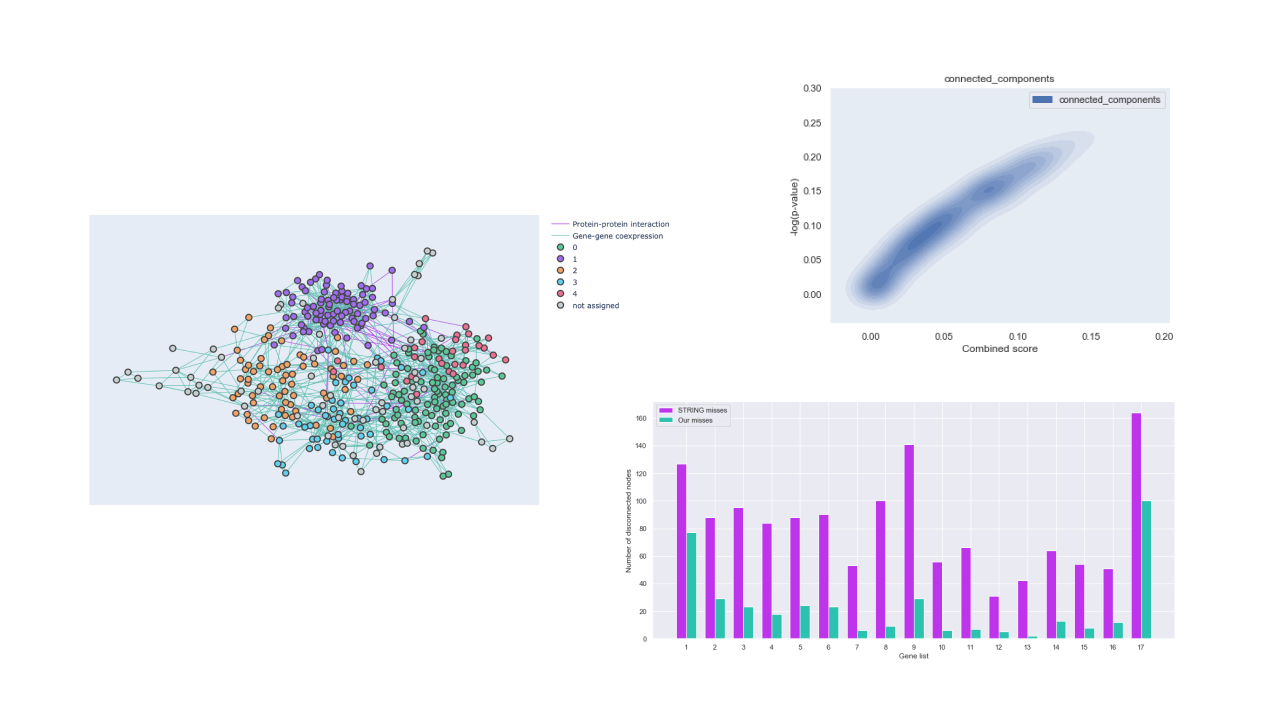 connected_components
0.30
0.25
0.20
0.15
0.10
0.05
0.00
-log(p-value)
connected_components
0.00 0.05 0.10 0.15 0.20
Combined score
Protein-protein interaction
Gene-gene coexpression
0
1
2
3
4
not assigned
STRING misses
Our misses
160
140
120
100
80
60
40
20
0
Number of disconnected nodes
1 2 3 4 5 6 7 8 9 10 11 12 13 14 15 16 17
Gene list